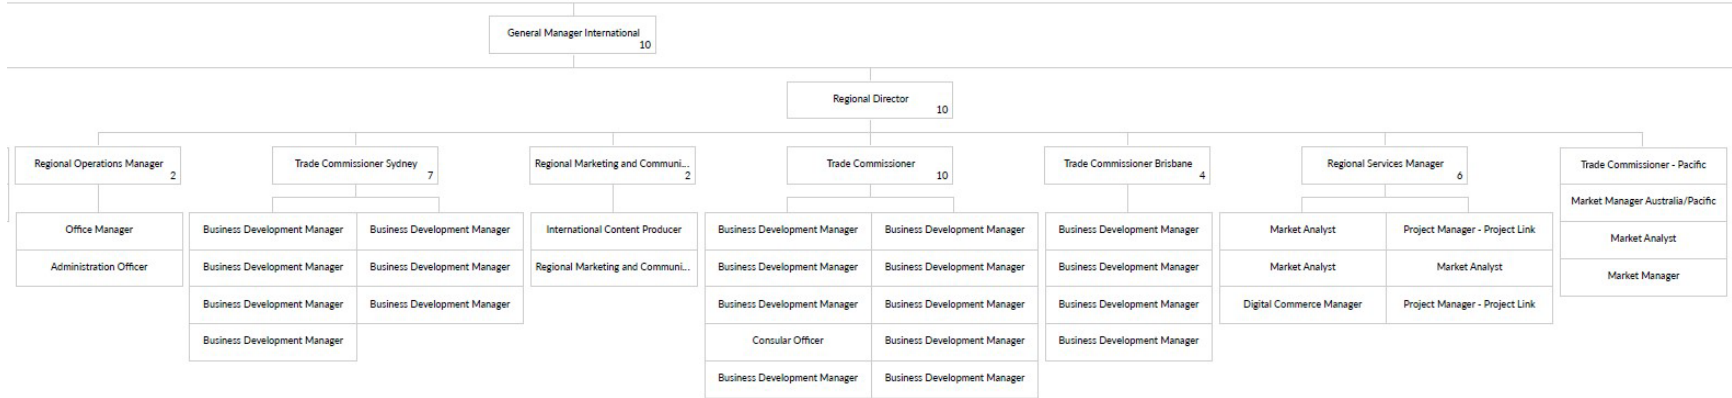 General Manager International
10
Regional Director
10
Regional Operations Manager
2
Trade Commissioner Sydney
7
Regional Marketing and Communi...
2
Trade Commissioner
10
Trade Commissioner Brisbane
4
Regional Services Manager
6
Trade Commissioner - Pacific
Market Manager Australia/Pacific
Market Analyst
Market Manager
Office Manager
Administration Officer
Business Development Manager
Business Development Manager
Business Development Manager
Business Development Manager
Business Development Manager
Business Development Manager
Business Development Manager
International Content Producer
Regional Marketing and Communi...
Business Development Manager
Business Development Manager
Business Development Manager
Business Development Manager
Business Development Manager
Business Development Manager
Consular Officer
Business Development Manager
Business Development Manager
Business Development Manager
Business Development Manager
Business Development Manager
Business Development Manager
Business Development Manager
Market Analyst
Project Manager - Project Link
Market Analyst
Market Analyst
Digital Commerce Manager
Project Manager - Project Link